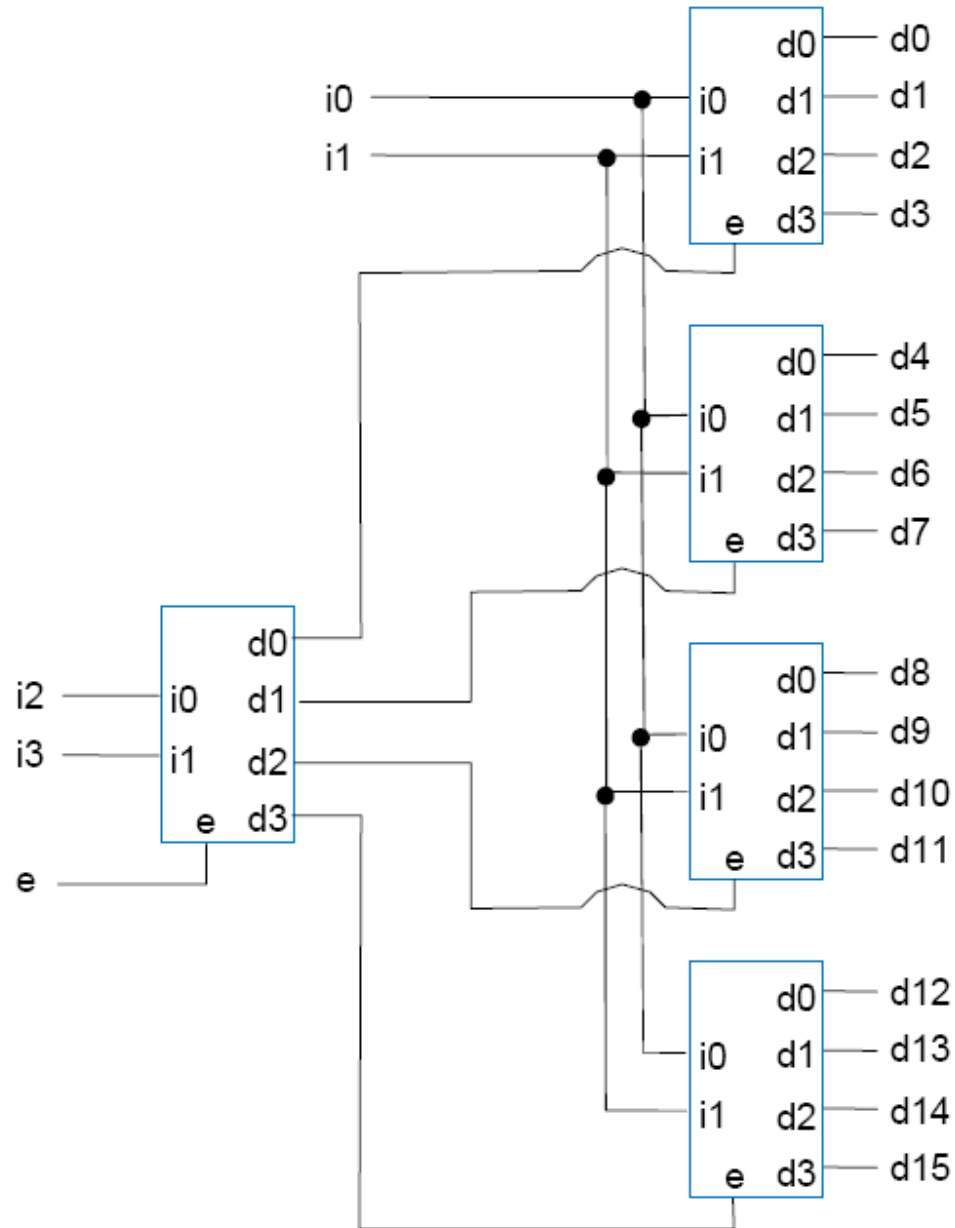 d0 d0
i0 i0 d1 d1
i1 i1 d2 d2
e d3 d3
d0 d4
i0 d1 d5
i1 d2 d6
e d3 d7
d0
i2 i0 d1
i3 i1 d2
e d3
e
d0 d8
i0 d1 d9
i1 d2 d10
e d3 d11
d0 d12
i0 d1 d13
i1 d2 d14
e d3 d15